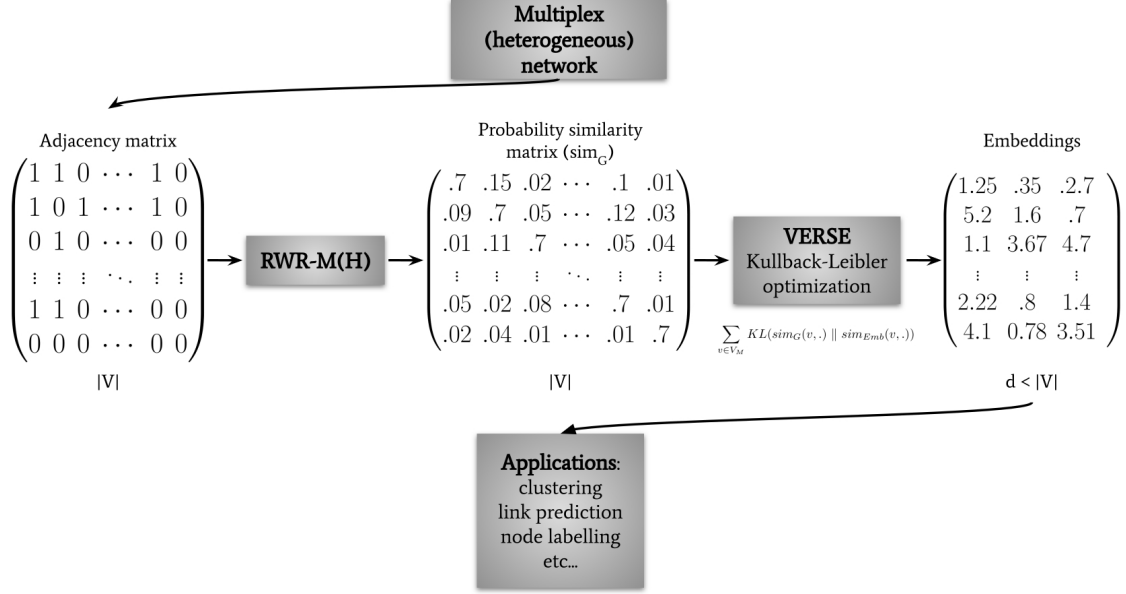 Multiplex
(heterogeneous)
network
Adjacency matrix
1 1 0 ⋯ 1 0
1 0 1 ⋯ 1 0
0 1 0 ⋯ 0 0
⋮ ⋮ ⋮ ⋱ ⋮ ⋮
1 1 0 ⋯ 0 0
0 0 0 ⋯ 0 0
|V|
RWR-M(H)
Probability similarity
matrix (sim_G)
.7 .15 .02 ⋯ .1 .01
.09 .7 .05 ⋯ .12 .03
.01 .11 .7 ⋯ .05 .04
⋮ ⋮ ⋮ ⋱ ⋮ ⋮
.05 .02 .08 ⋯ .7 .01
.02 .04 .01 ⋯ .01 .7
|V|
VERSE
Kullback-Leibler
optimization
∑_{v∈V_M} KL(sim_G(v,.) ∥ sim_Emb(v,.))
Embeddings
1.25 .35 .2.7
5.2 1.6 .7
1.1 3.67 4.7
⋮ ⋮ ⋮
2.22 .8 1.4
4.1 0.78 3.51
d < |V|
Applications:
clustering
link prediction
node labelling
etc...